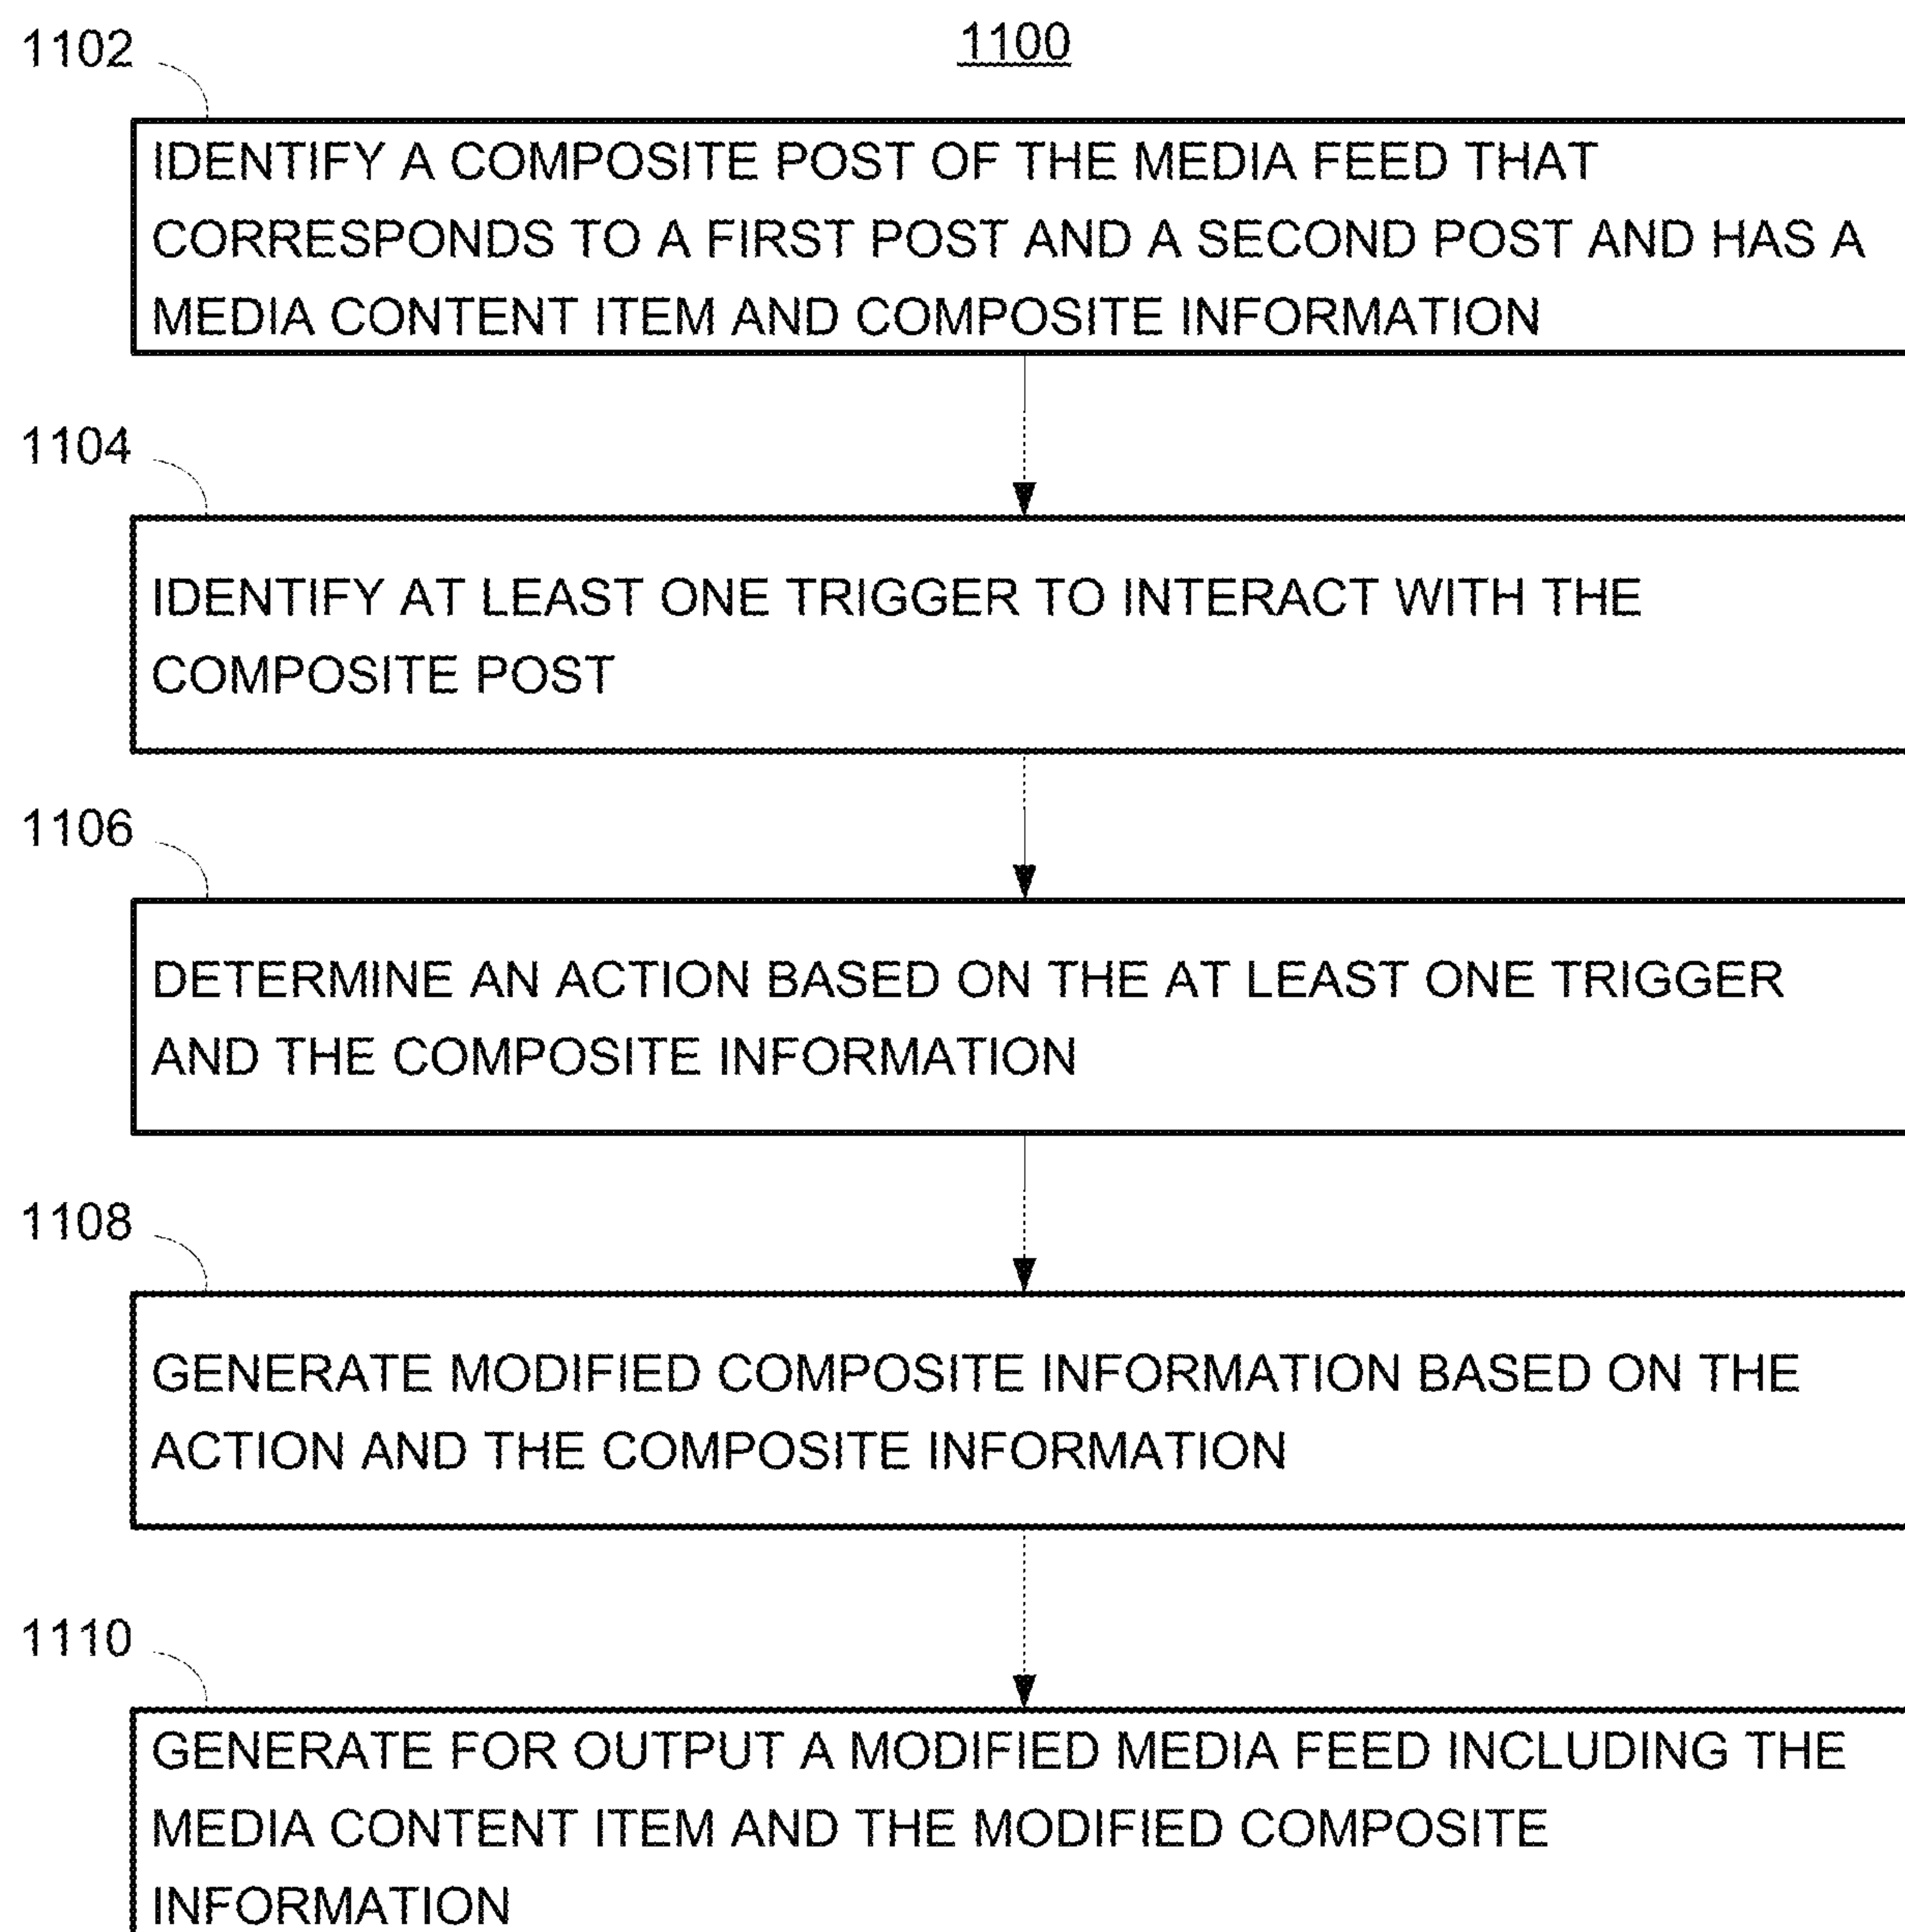 1100
1102
IDENTIFY A COMPOSITE POST OF THE MEDIA FEED THAT
CORRESPONDS TO A FIRST POST AND A SECOND POST AND HAS A
MEDIA CONTENT ITEM AND COMPOSITE INFORMATION
1104
IDENTIFY AT LEAST ONE TRIGGER TO INTERACT WITH THE
COMPOSITE POST
1106
DETERMINE AN ACTION BASED ON THE AT LEAST ONE TRIGGER
AND THE COMPOSITE INFORMATION
1108
GENERATE MODIFIED COMPOSITE INFORMATION BASED ON THE
ACTION AND THE COMPOSITE INFORMATION
1110
GENERATE FOR OUTPUT A MODIFIED MEDIA FEED INCLUDING THE
MEDIA CONTENT ITEM AND THE MODIFIED COMPOSITE
INFORMATION